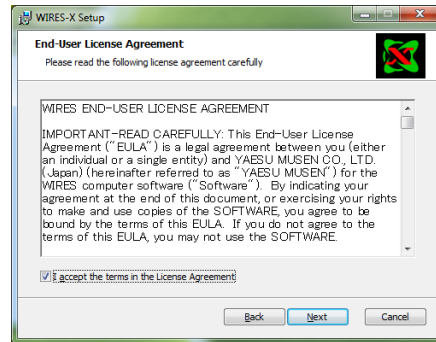 WIRES-X Setup
End-User License Agreement
Please read the following license agreement carefully
WIRES END-USER LICENSE AGREEMENT
IMPORTANT-READ CAREFULLY: This End-User License
Agreement ("EULA") is a legal agreement between you (either
an individual or a single entity) and YAESU MUSEN CO., LTD.
(Japan) (hereinafter referred to as "YAESU MUSEN") for the
WIRES computer software ("Software"). By indicating your
agreement at the end of this document, or exercising your rights
to make and use copies of the SOFTWARE, you agree to be
bound by the terms of this EULA. If you do not agree to the
terms of this EULA, you may not use the SOFTWARE.
I accept the terms in the License Agreement
Back Next Cancel